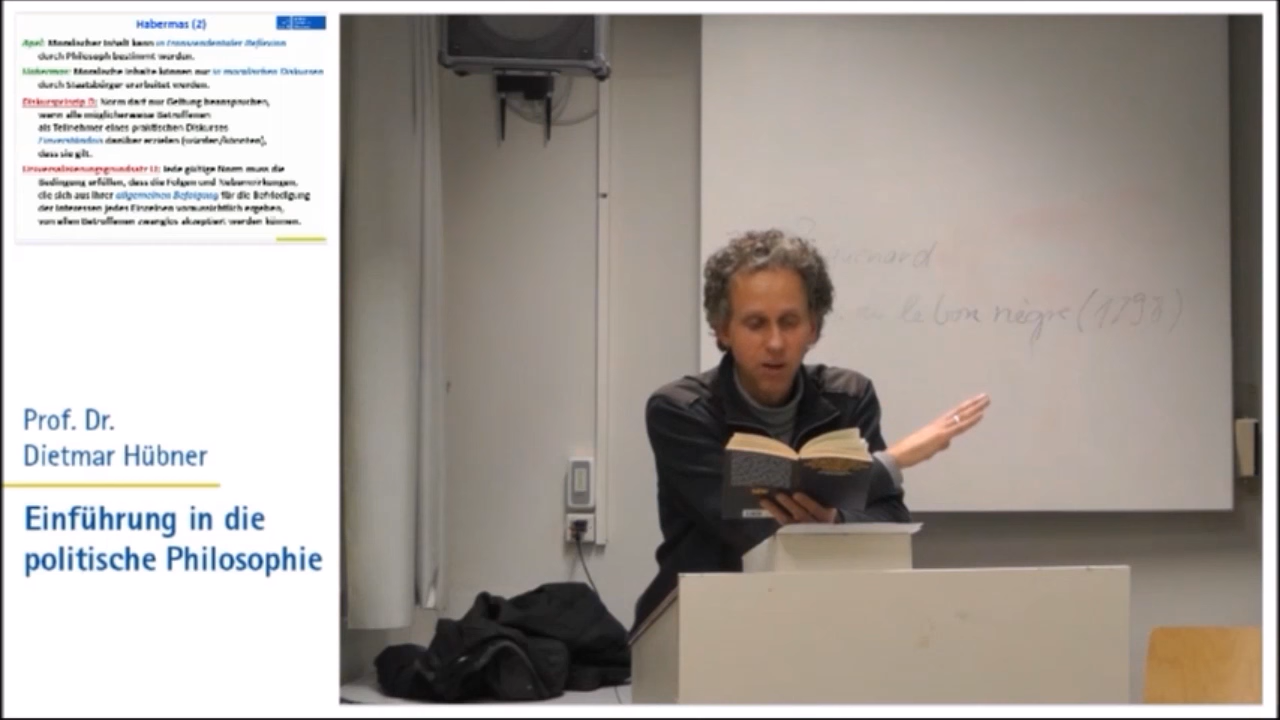 Habermas (2)
Apel: Moralischer Inhalt kann in transzendentaler Reflexion
durch Philosoph bestimmt werden.
Habermas: Moralische Inhalte können nur in moralischen Diskursen
durch Staatsbürger erarbeitet werden.
Diskursprinzip D: Norm darf nur Geltung beanspruchen,
wenn alle möglicherweise Betroffenen
als Teilnehmer eines praktischen Diskurses
Einverständnis darüber erzielen (würden/könnten),
dass sie gilt.
Universalisierungsgrundsatz U: Jede gültige Norm muss die
Bedingung erfüllen, dass die Folgen und Nebenwirkungen,
die sich aus ihrer allgemeinen Befolgung für die Befriedigung
der Interessen jedes Einzelnen voraussichtlich ergeben,
von allen Betroffenen zwanglos akzeptiert werden können.
Prof. Dr.
Dietmar Hübner
Einführung in die
politische Philosophie
le bon nègre (1798)